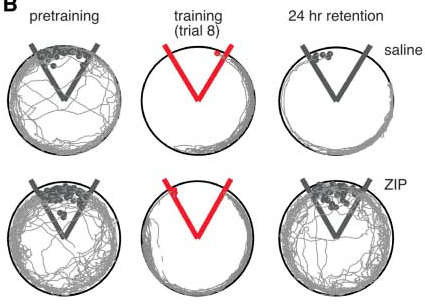 B
pretraining
training
(trial 8)
24 hr retention
saline
ZIP